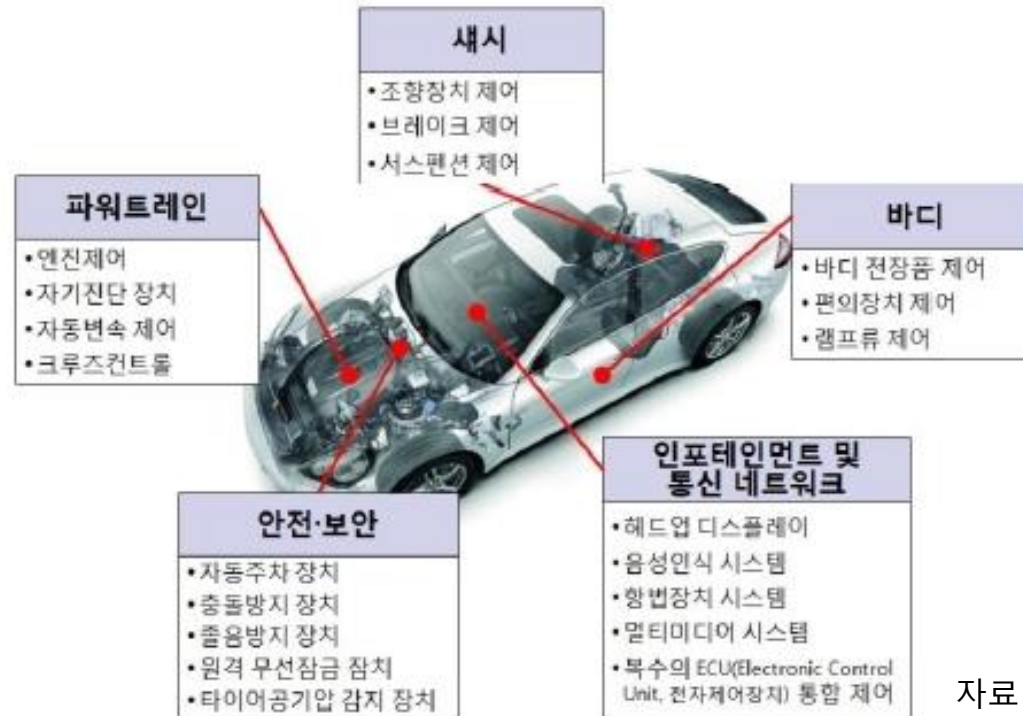 섀시
•조향장치 제어
•브레이크 제어
•서스펜션 제어
파워트레인
•엔진제어
•자기진단 장치
•자동변속 제어
•크루즈컨트롤
바디
•바디 전장품 제어
•편의장치 제어
•램프류 제어
안전·보안
•자동주차 장치
•충돌방지 장치
•졸음방지 장치
•원격 무선잠금 잠치
•타이어공기압 감지 장치
인포테인먼트 및
통신 네트워크
•헤드업 디스플레이
•음성인식 시스템
•항법장치 시스템
•멀티미디어 시스템
•복수의 ECU(Electronic Control
Unit, 전자제어장치) 통합 제어
자료